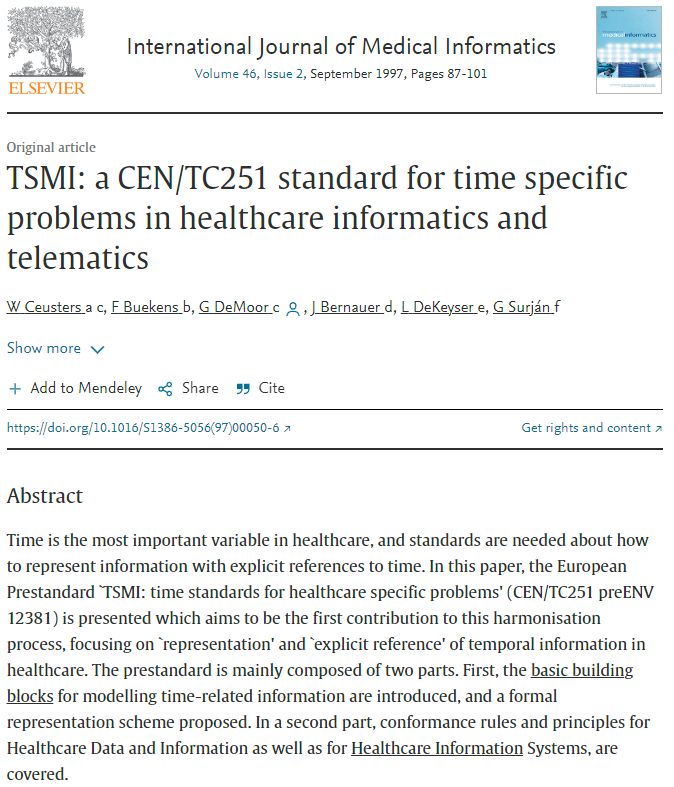 International Journal of Medical Informatics
Volume 46, Issue 2, September 1997, Pages 87-101
ELSEVIER
medical informatics
Original article
TSMI: a CEN/TC251 standard for time specific
problems in healthcare informatics and
telematics
W Ceusters a c, F Buekens b, G DeMoor c , J Bernauer d, L DeKeyser e, G Surján f
Show more
Add to Mendeley Share Cite
https://doi.org/10.1016/S1386-5056(97)00050-6 ↗ Get rights and content ↗
Abstract
Time is the most important variable in healthcare, and standards are needed about how
to represent information with explicit references to time. In this paper, the European
Prestandard `TSMI: time standards for healthcare specific problems' (CEN/TC251 preENV
12381) is presented which aims to be the first contribution to this harmonisation
process, focusing on `representation' and `explicit reference' of temporal information in
healthcare. The prestandard is mainly composed of two parts. First, the basic building
blocks for modelling time-related information are introduced, and a formal
representation scheme proposed. In a second part, conformance rules and principles for
Healthcare Data and Information as well as for Healthcare Information Systems, are
covered.